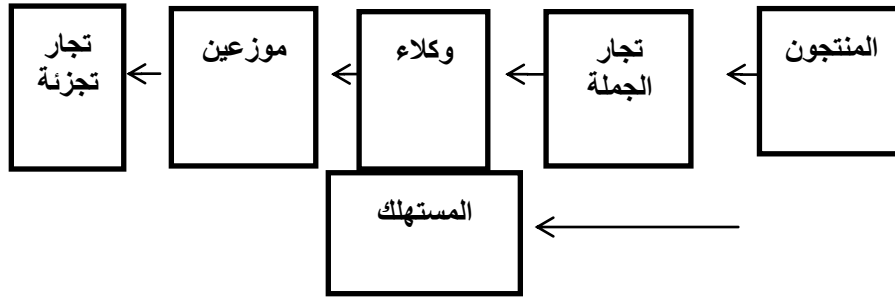 المنتجون
تجار
الجملة
وكلاء
موزعين
تجار
تجزئة
المستهلك